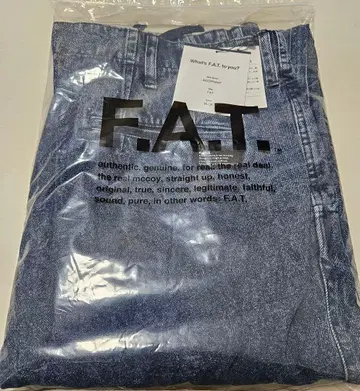 What's F.A.T. to you?
F.A.T.
authentic, genuine, for real, the real deal,
the real mccoy, straight up, honest,
original, true, sincere, legitimate, faithful,
sound, pure, in other words: F.A.T.